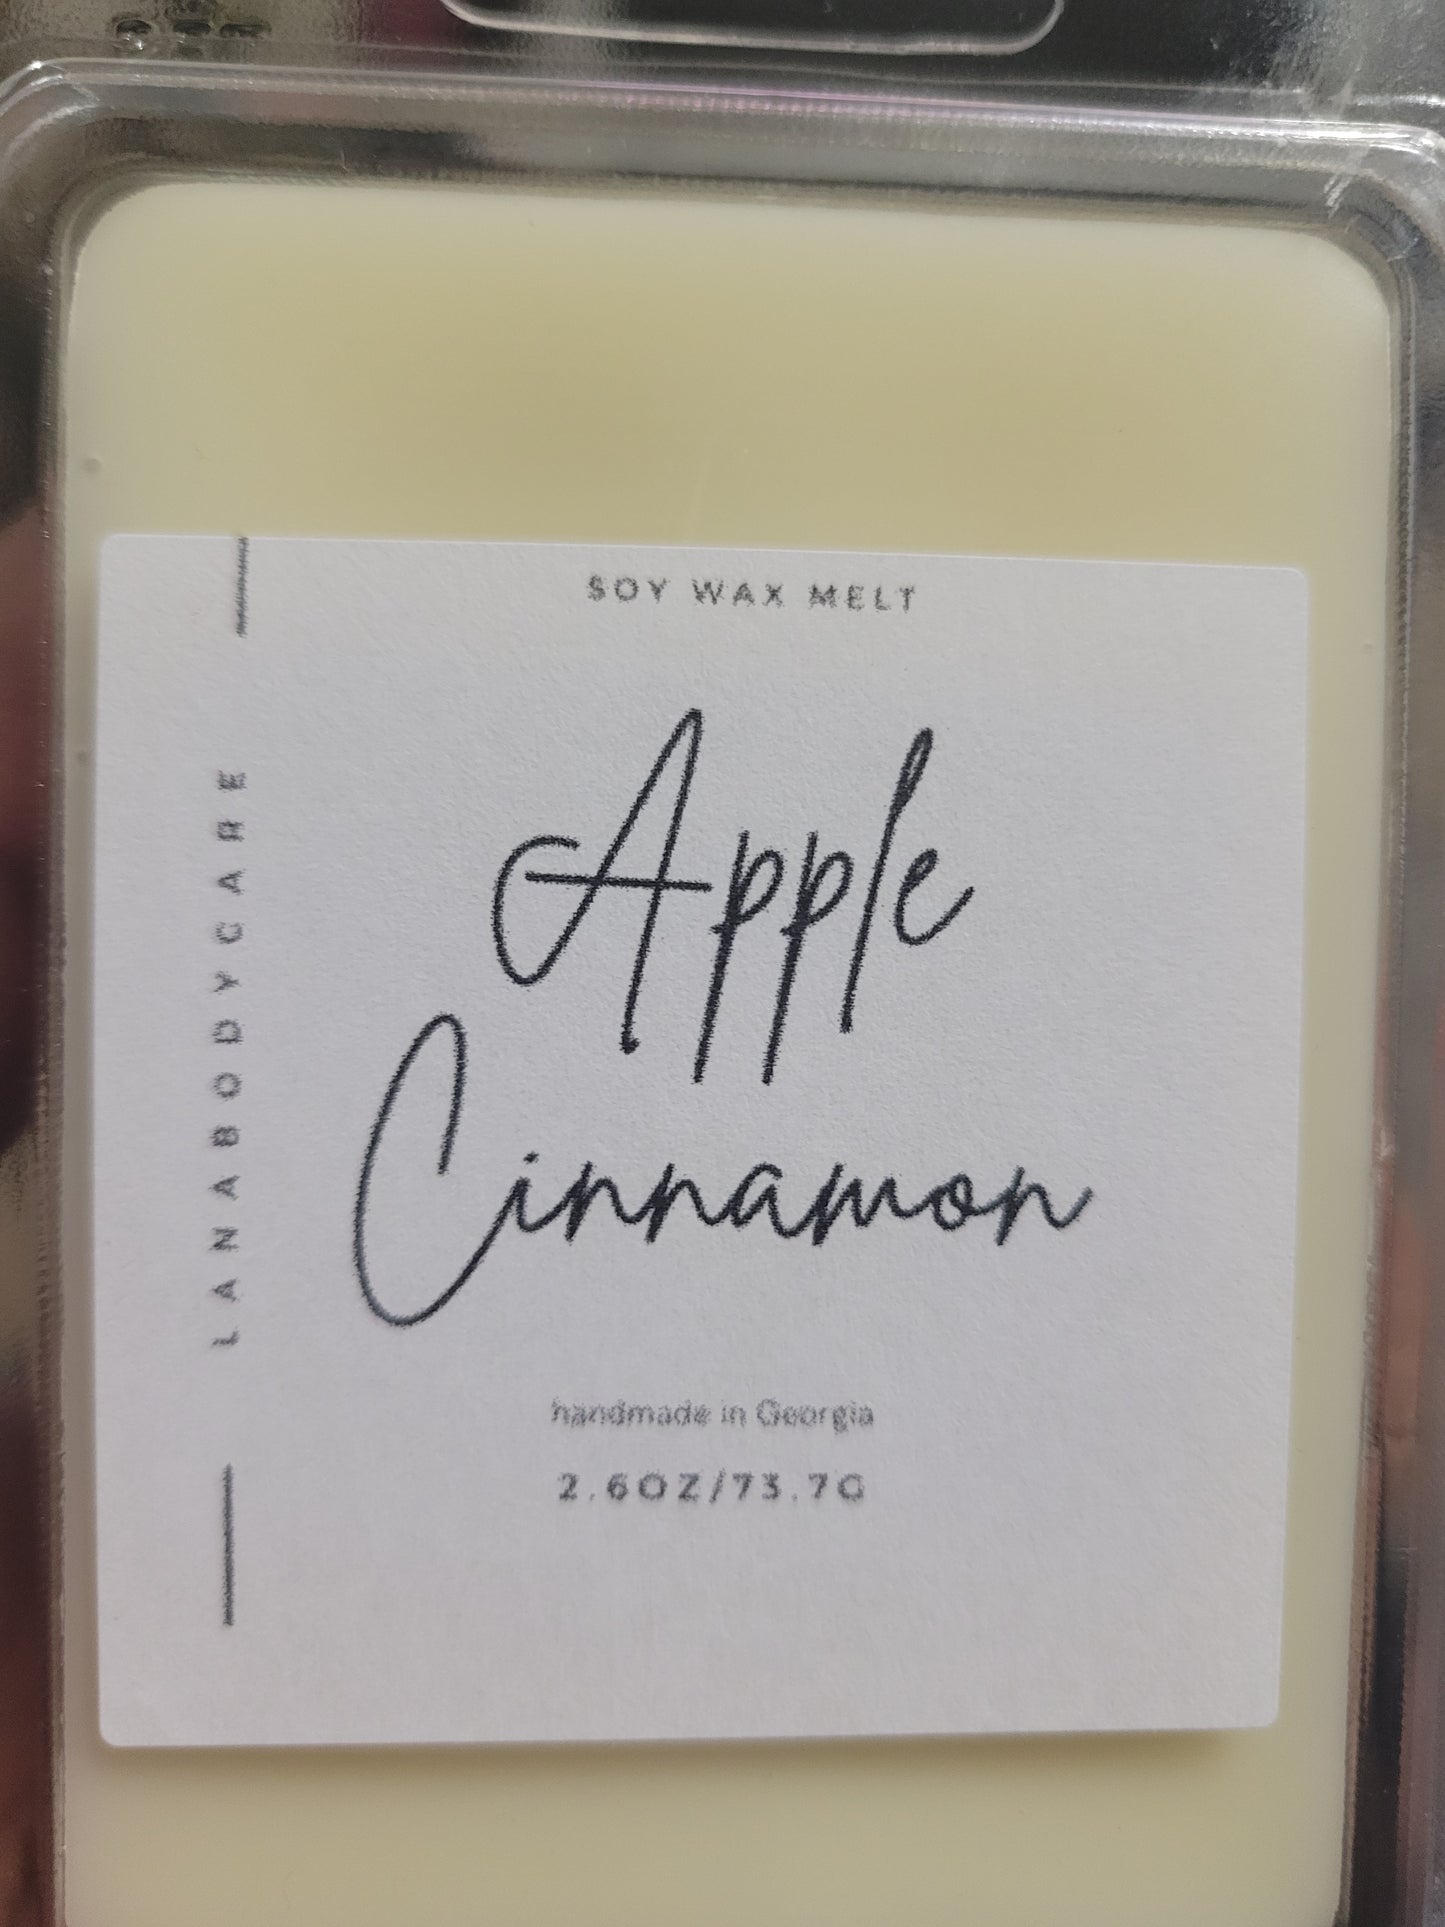 SOY WAX MELT
LANABODYCARE
Apple
Cinnamon
handmade in Georgia
2.6OZ/73.7G